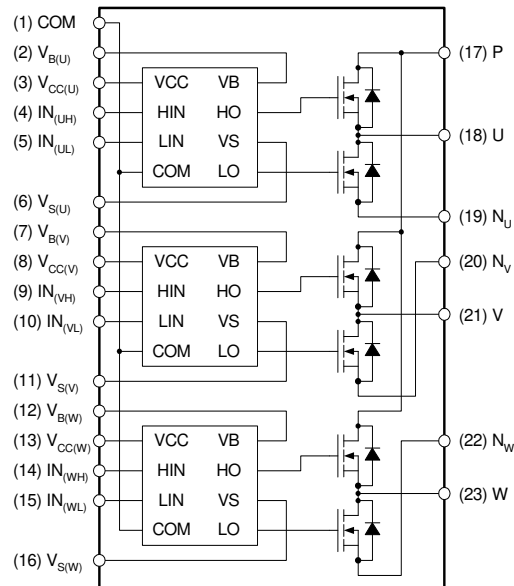 (1) COM
(2) V_B(U)
(3) V_CC(U)
(4) IN_(UH)
(5) IN_(UL)
(6) V_S(U)
(7) V_B(V)
(8) V_CC(V)
(9) IN_(VH)
(10) IN_(VL)
(11) V_S(V)
(12) V_B(W)
(13) V_CC(W)
(14) IN_(WH)
(15) IN_(WL)
(16) V_S(W)
VCC VB
HIN HO
LIN VS
COM LO
VCC VB
HIN HO
LIN VS
COM LO
VCC VB
HIN HO
LIN VS
COM LO
(17) P
(18) U
(19) N_U
(20) N_V
(21) V
(22) N_W
(23) W